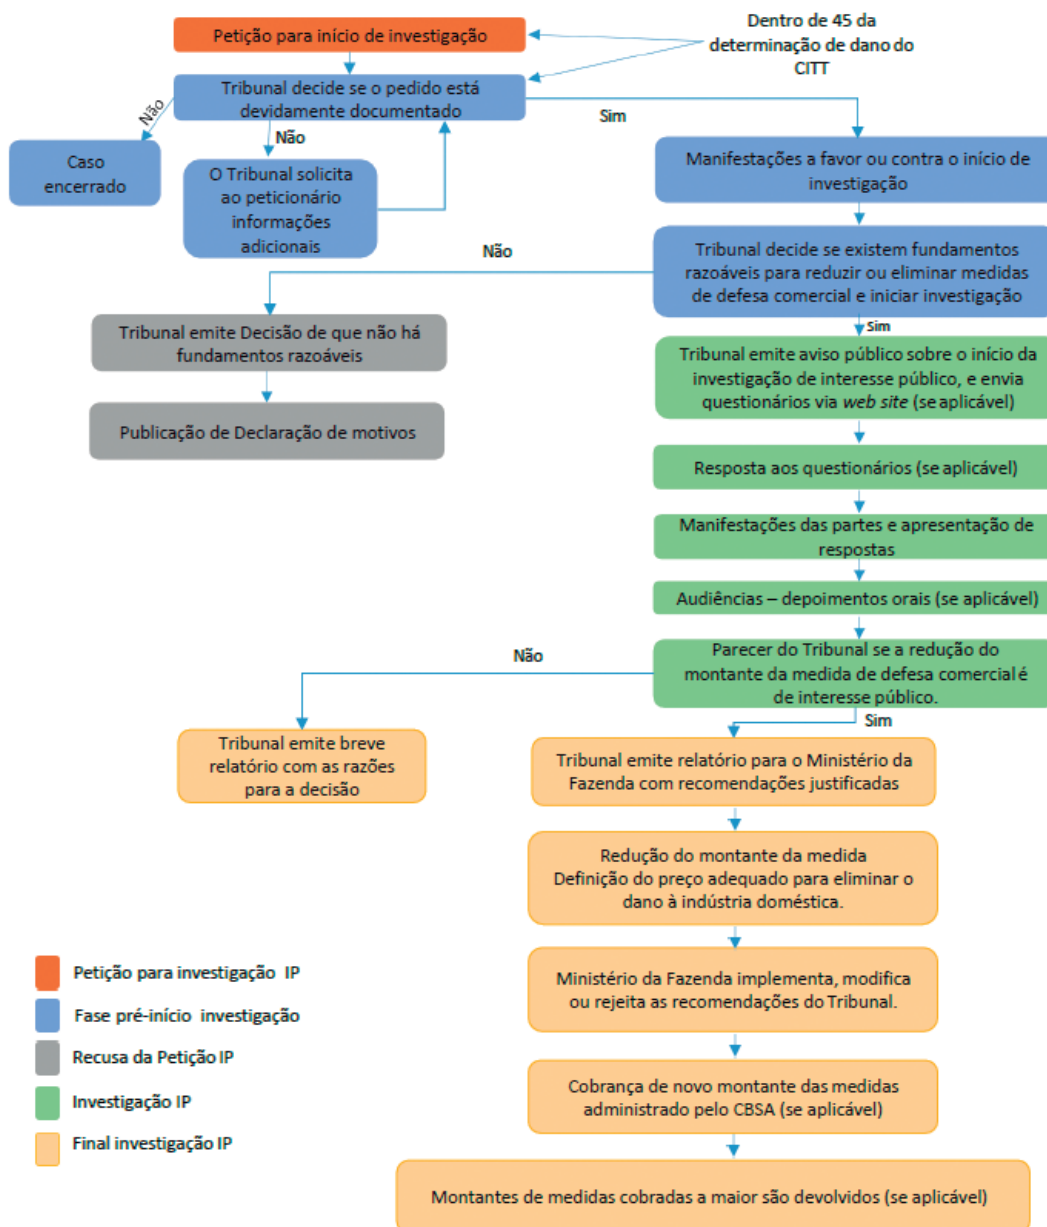 Petição para início de investigação
Dentro de 45 da
determinação de dano do
CITT
Tribunal decide se o pedido está
devidamente documentado
Não
Não
Sim
Caso
encerrado
O Tribunal solicita
ao peticionário
informações
adicionais
Manifestações a favor ou contra o início de
investigação
Tribunal decide se existem fundamentos
razoáveis para reduzir ou eliminar medidas
de defesa comercial e iniciar investigação
Não
Sim
Tribunal emite Decisão de que não há
fundamentos razoáveis
Publicação de Declaração de motivos
Tribunal emite aviso público sobre o início da
investigação de interesse público, e envia
questionários via web site (se aplicável)
Resposta aos questionários (se aplicável)
Manifestações das partes e apresentação de
respostas
Audiências – depoimentos orais (se aplicável)
Parecer do Tribunal se a redução do
montante da medida de defesa comercial é
de interesse público.
Não
Sim
Tribunal emite breve
relatório com as razões
para a decisão
Tribunal emite relatório para o Ministério da
Fazenda com recomendações justificadas
Redução do montante da medida
Definição do preço adequado para eliminar o
dano à indústria doméstica.
Ministério da Fazenda implementa, modifica
ou rejeita as recomendações do Tribunal.
Cobrança de novo montante das medidas
administrado pelo CBSA (se aplicável)
Montantes de medidas cobradas a maior são devolvidos (se aplicável)
Petição para investigação IP
Fase pré-início investigação
Recusa da Petição IP
Investigação IP
Final investigação IP